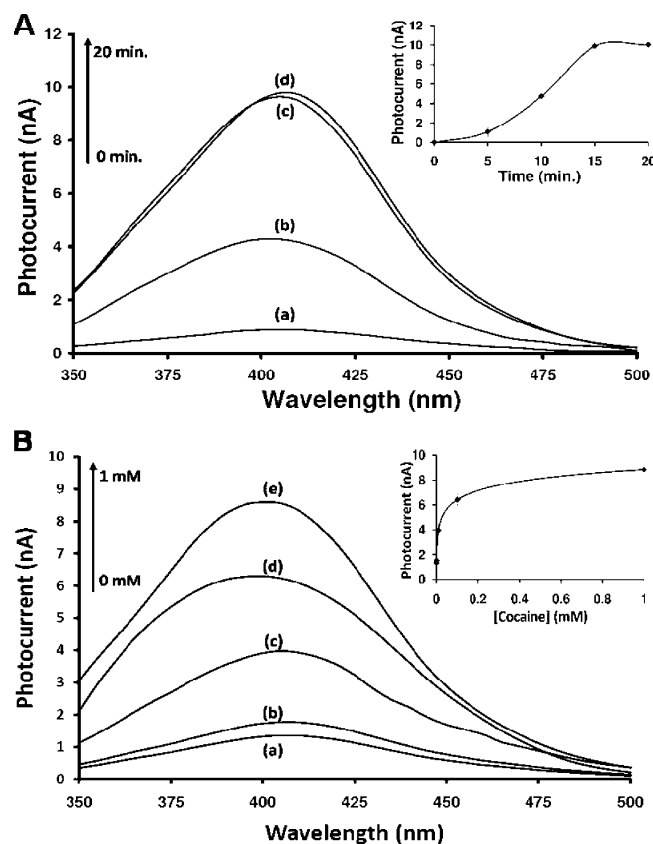 A
Photocurrent (nA)
12
10
8
6
4
2
0
20 min.
0 min.
(d)
(c)
(b)
(a)
350
375
400
425
450
475
500
Wavelength (nm)
Photocurrent (nA)
12
10
8
6
4
2
0
0
5
10
15
20
Time (min.)
B
Photocurrent (nA)
10
9
8
7
6
5
4
3
2
1
0
1 mM
0 mM
(e)
(d)
(c)
(b)
(a)
350
375
400
425
450
475
500
Wavelength (nm)
Photocurrent (nA)
10
8
6
4
2
0
0
0.2
0.4
0.6
0.8
1
[Cocaine] (mM)